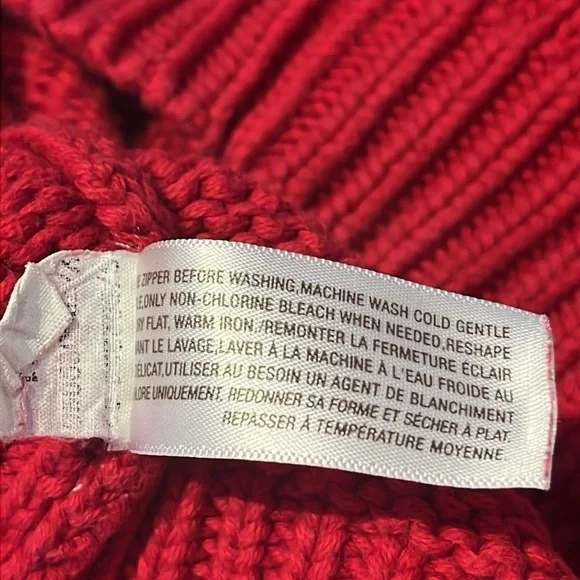 ZIPPER BEFORE WASHING,MACHINE WASH COLD GENTLE
ONLY NON-CHLORINE BLEACH WHEN NEEDED.RESHAPE
FLAT, WARM IRON./REMONTER LA FERMETURE ÉCLAIR
LE LAVAGE,LAVER À LA MACHINE À L'EAU FROIDE AU
UTILISER AU BESOIN UN AGENT DE BLANCHIMENT
UNIQUEMENT. REDONNER SA FORME ET SÉCHER À PLAT.
REPASSER À TEMPÉRATURE MOYENNE.